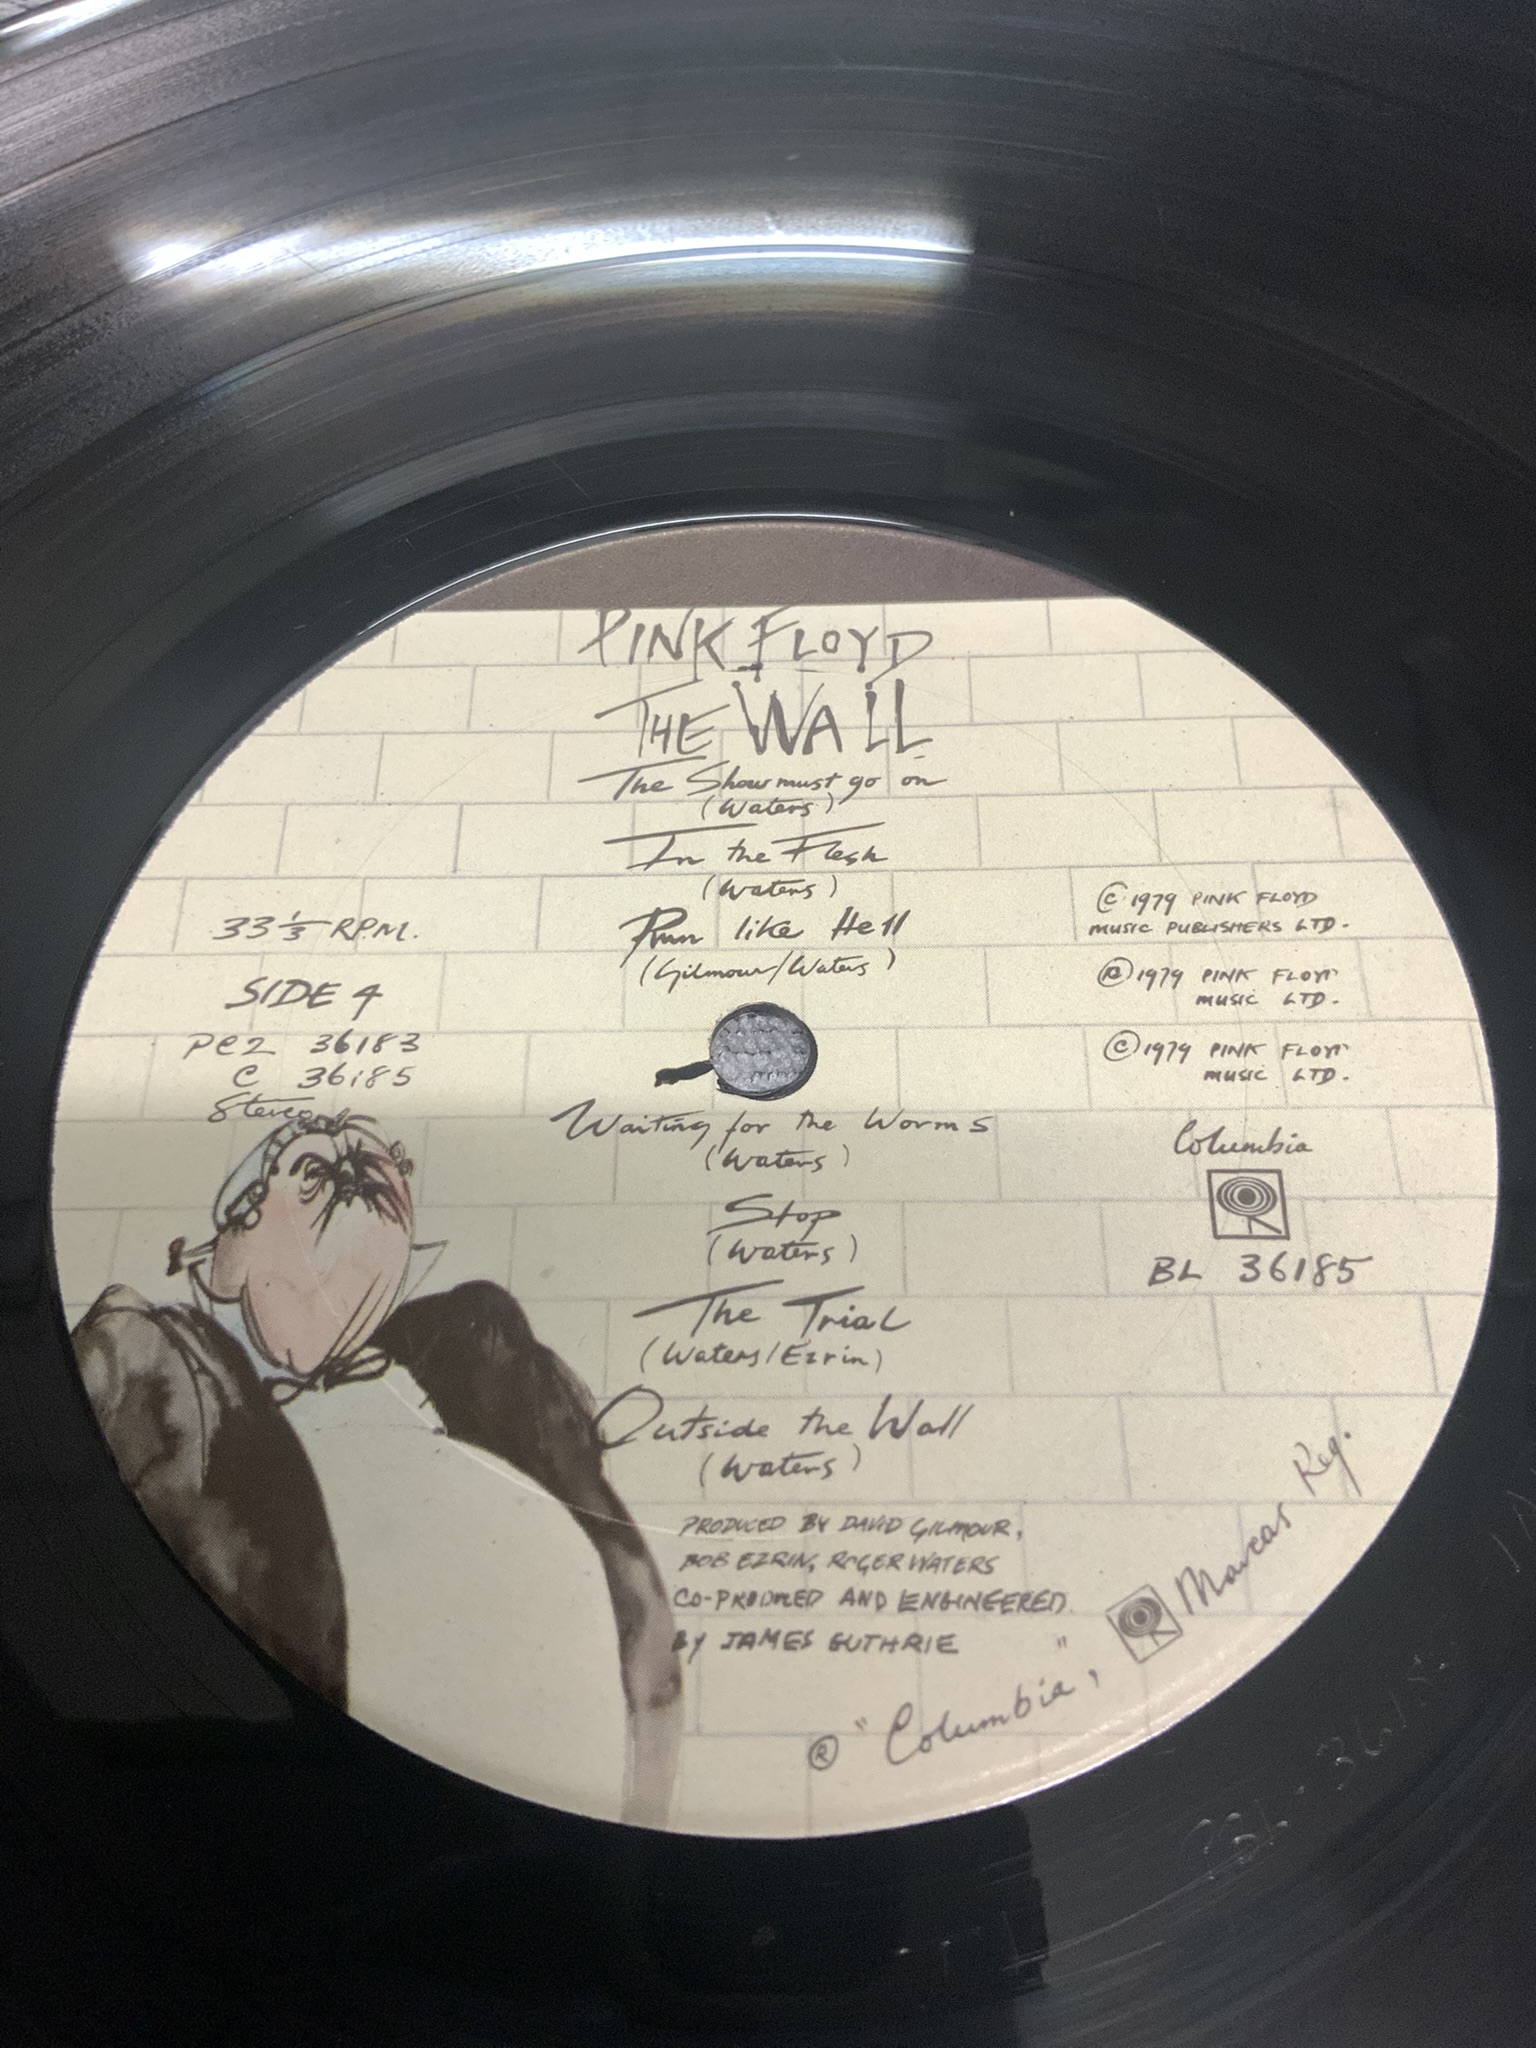 PINK FLOYD
THE WALL
The Show must go on
(Waters)
In the Flesh
(Waters)
Run like Hell
(Gilmour/Waters)
33 1/3 RPM.
SIDE 4
PC2 36183
C 36185
Stereo
Ⓒ 1979 PINK FLOYD
MUSIC PUBLISHERS LTD.
Ⓟ 1979 PINK FLOYD
MUSIC LTD.
Ⓒ 1979 PINK FLOYD
MUSIC LTD.
Waiting for the Worms
(Waters)
Stop
(Waters)
The Trial
(Waters/Ezrin)
Outside the Wall
(Waters)
Columbia
BL 36185
PRODUCED BY DAVID GILMOUR,
BOB EZRIN, ROGER WATERS
CO-PRODUCED AND ENGINEERED
BY JAMES GUTHRIE
® "Columbia", Marcas Reg.